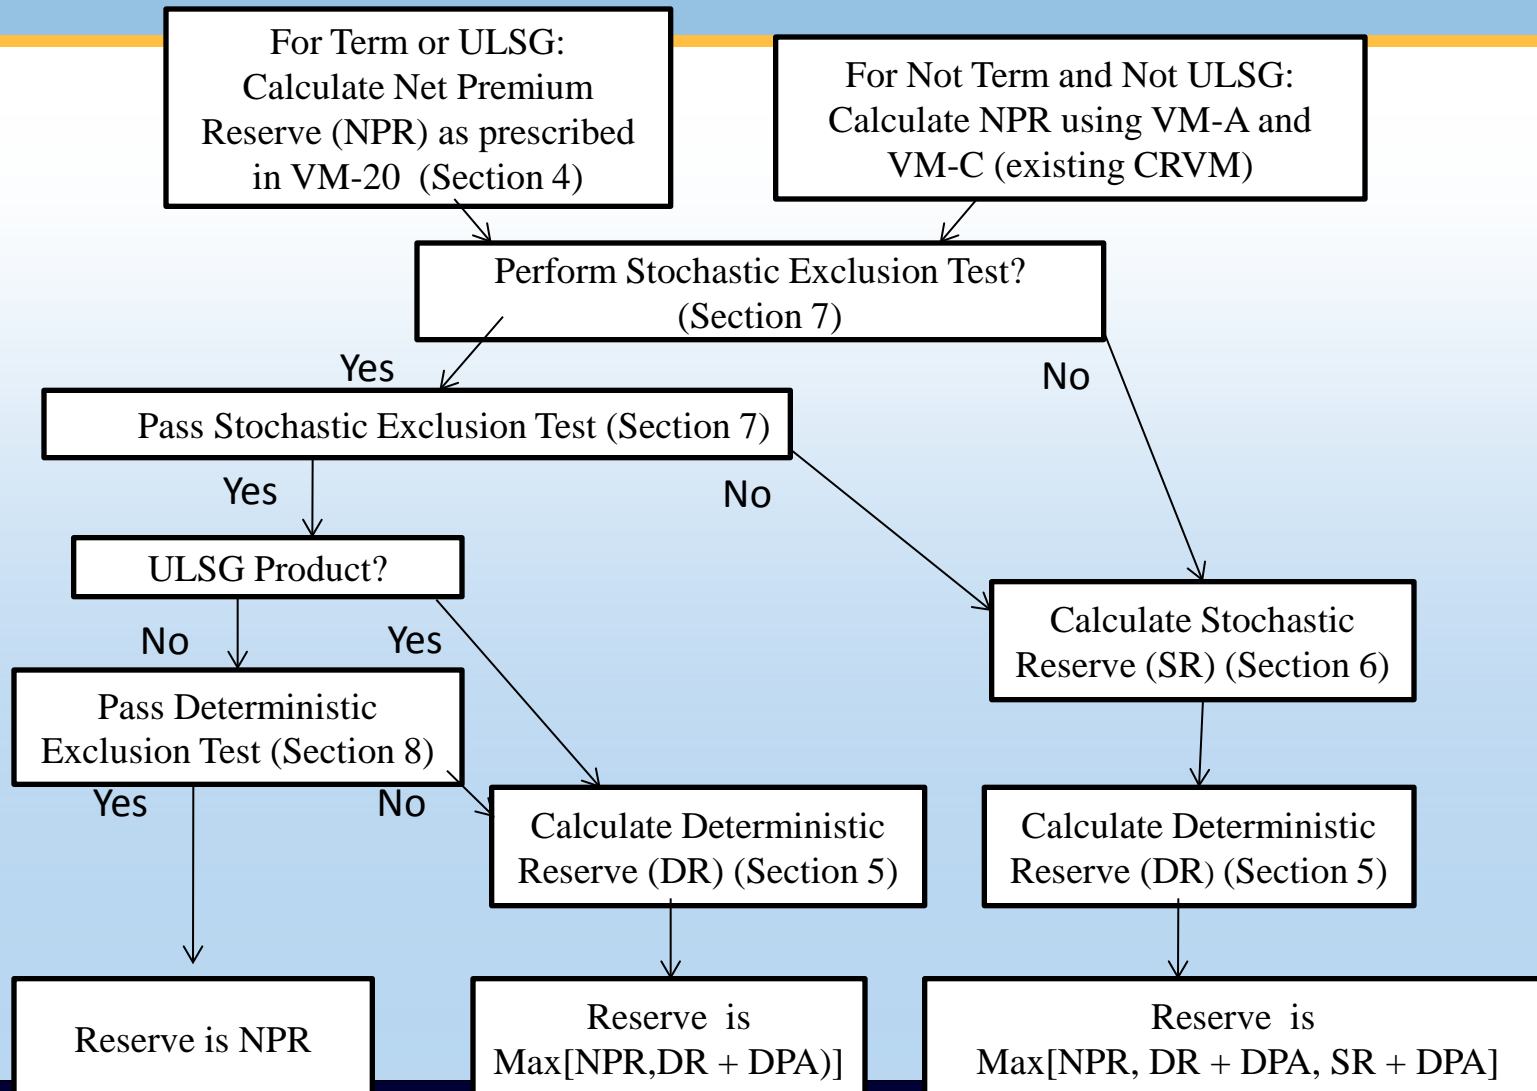 For Term or ULSG:
Calculate Net Premium
Reserve (NPR) as prescribed
in VM-20  (Section 4)
For Not Term and Not ULSG:
Calculate NPR using VM-A and
VM-C (existing CRVM)
Perform Stochastic Exclusion Test?
(Section 7)
Yes
No
Pass Stochastic Exclusion Test (Section 7)
Yes
No
ULSG Product?
No
Yes
Calculate Stochastic
Reserve (SR) (Section 6)
Pass Deterministic
Exclusion Test (Section 8)
Yes
No
Calculate Deterministic
Reserve (DR) (Section 5)
Calculate Deterministic
Reserve (DR) (Section 5)
Reserve is NPR
Reserve  is
Max[NPR,DR + DPA)]
Reserve  is
Max[NPR, DR + DPA, SR + DPA]